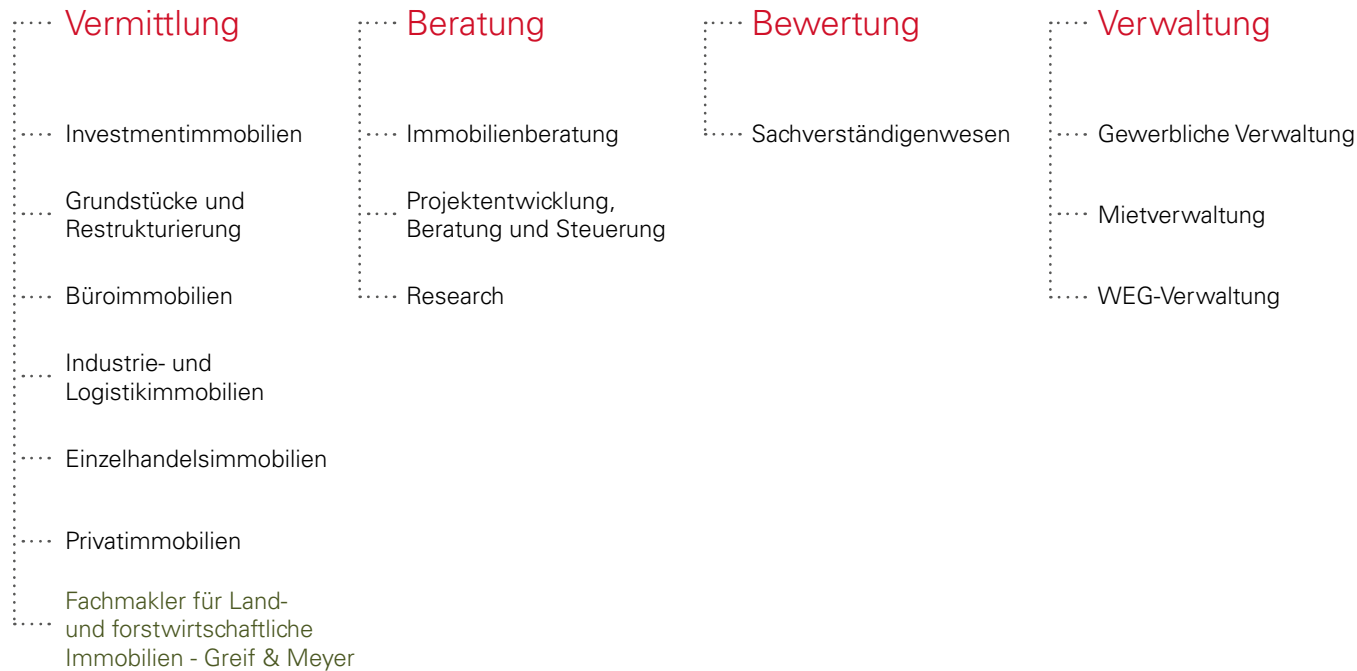 Vermittlung
Investmentimmobilien
Grundstücke und
Restrukturierung
Büroimmobilien
Industrie- und
Logistikimmobilien
Einzelhandelsimmobilien
Privatimmobilien
Fachmakler für Land-
und forstwirtschaftliche
Immobilien - Greif & Meyer
Beratung
Immobilienberatung
Projektentwicklung,
Beratung und Steuerung
Research
Bewertung
Sachverständigenwesen
Verwaltung
Gewerbliche Verwaltung
Mietverwaltung
WEG-Verwaltung